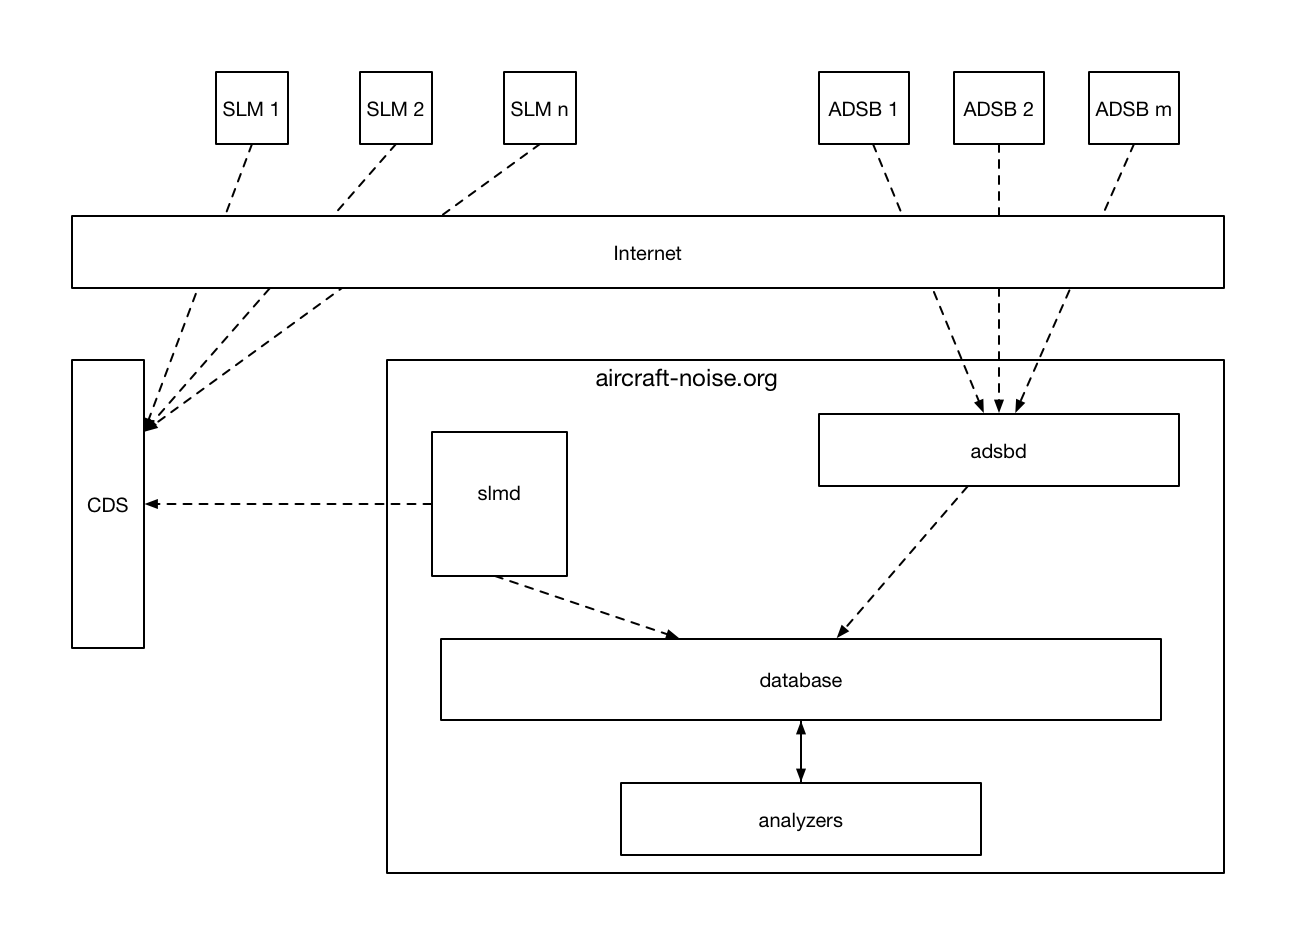 SLM 1
SLM 2
SLM n
ADSB 1
ADSB 2
ADSB m
Internet
aircraft-noise.org
adsbd
slmd
CDS
database
analyzers